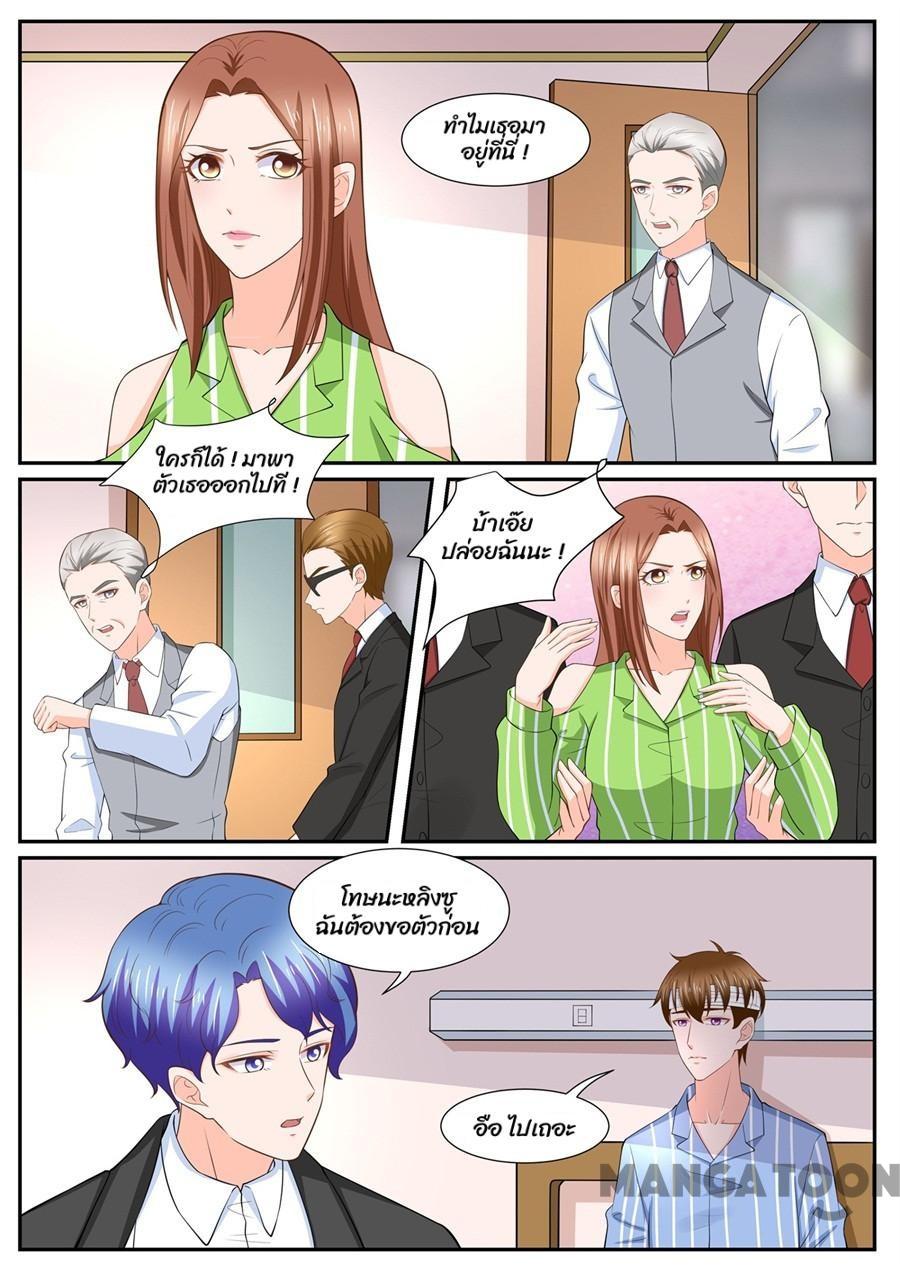 ทำไมเธอมา
อยู่ที่นี่ !
ใครก็ได้ ! มาพา
ตัวเธอออกไปที !
บ้าเอ๊ย
ปล่อยฉันนะ !
โทษนะหลิงซู
ฉันต้องขอตัวก่อน
อือ ไปเถอะ
MANGATOON